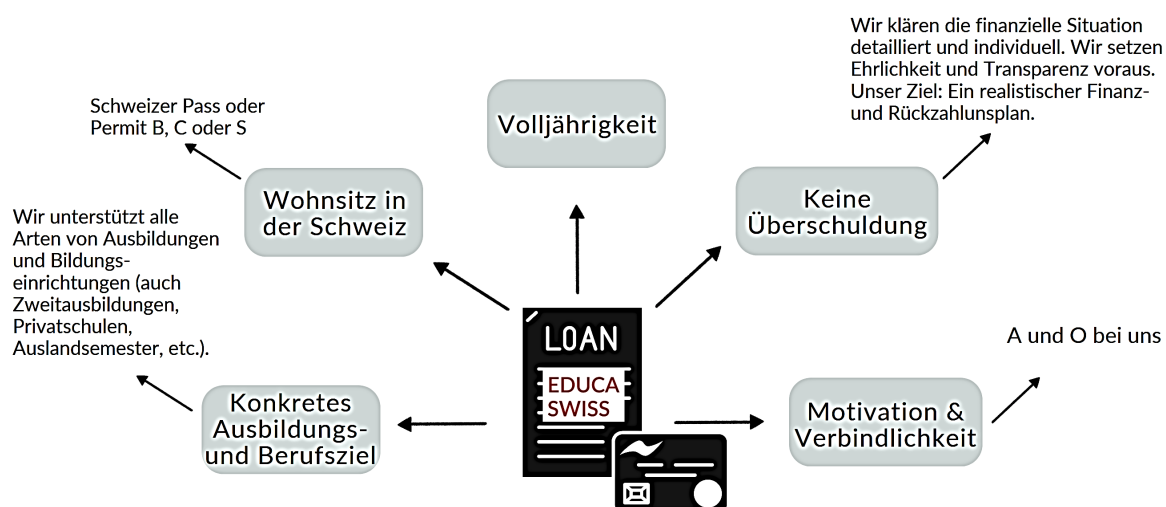 Wir klären die finanzielle Situation
detailliert und individuell. Wir setzen
Ehrlichkeit und Transparenz voraus.
Unser Ziel: Ein realistischer Finanz-
und Rückzahlunsplan.
Schweizer Pass oder
Permit B, C oder S
Volljährigkeit
Wohnsitz in
der Schweiz
Keine
Überschuldung
Wir unterstützt alle
Arten von Ausbildungen
und Bildungs-
einrichtungen (auch
Zweitausbildungen,
Privatschulen,
Auslandsemester, etc.).
LOAN
EDUCA
SWISS
A und O bei uns
Konkretes
Ausbildungs-
und Berufsziel
Motivation &
Verbindlichkeit